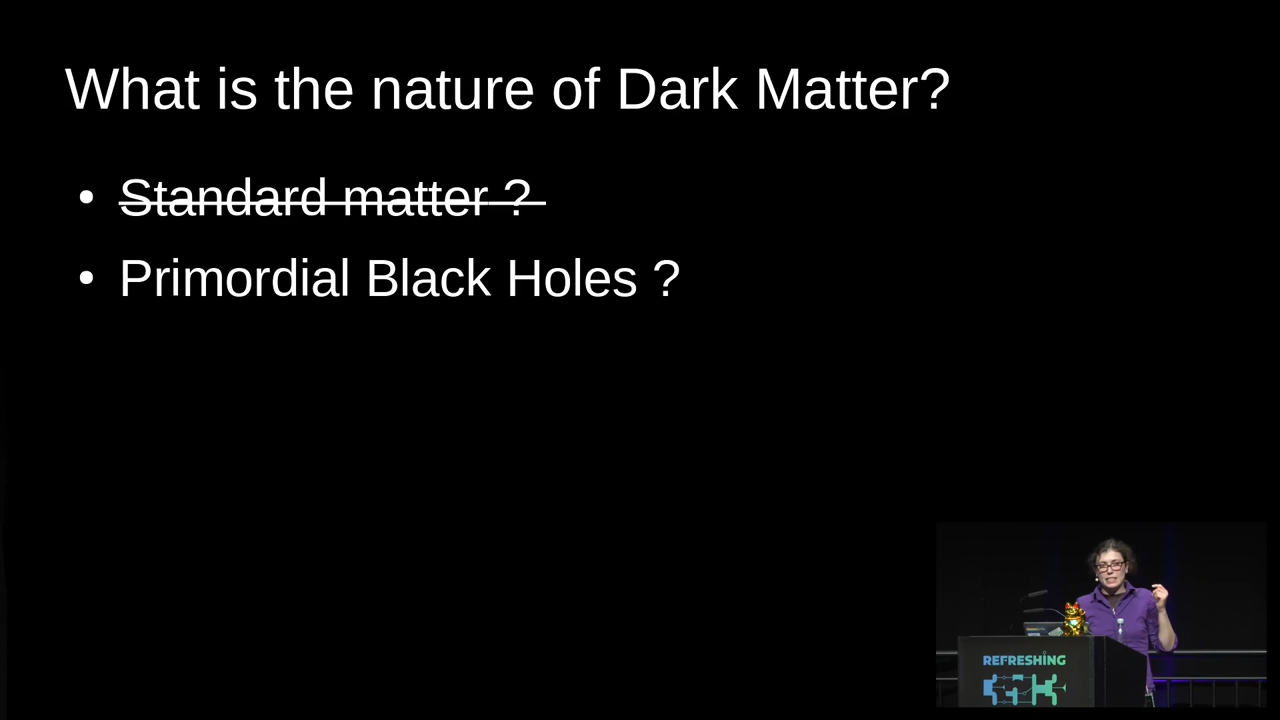 What is the nature of Dark Matter?
• Standard matter ?
• Primordial Black Holes ?
REFRESHING